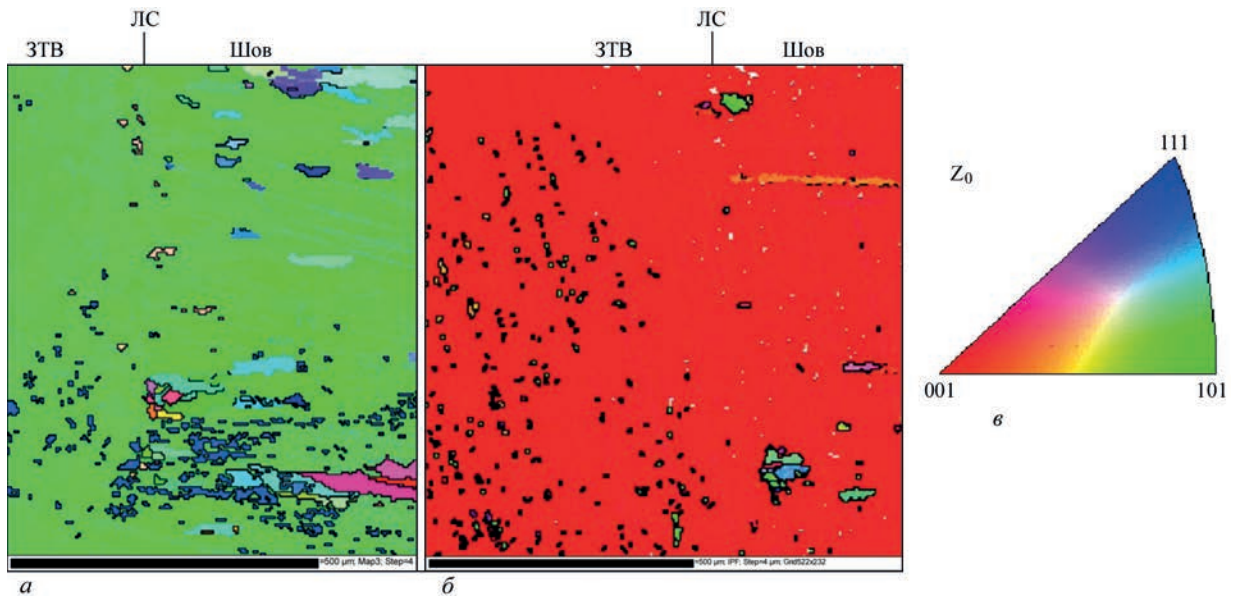 ЛС
ЗТВ Шов
ЛС
ЗТВ Шов
Z0
111
001 101
в
=500 µm; Map3; Step=4
=500 µm; IPF; Step=4 µm; Grid522x232
а
б